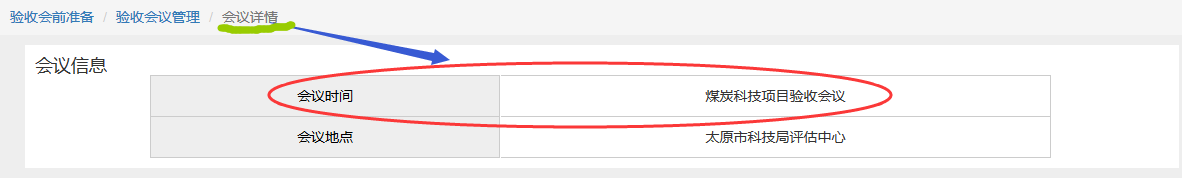 验收会前准备 / 验收会议管理 / 会议详情
会议信息
会议时间 煤炭科技项目验收会议
会议地点 太原市科技局评估中心